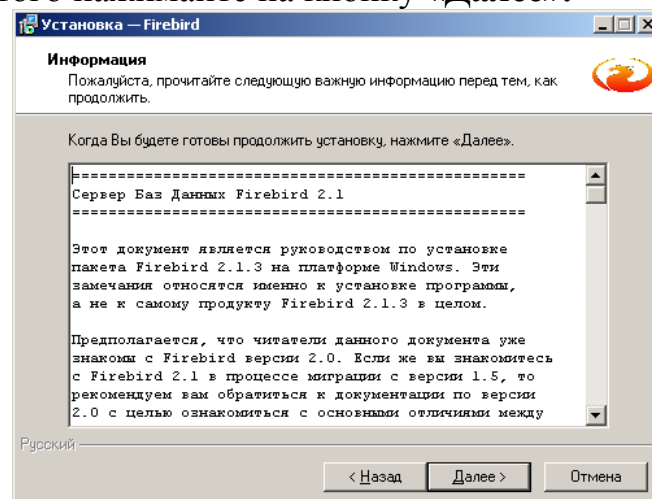 нажимайте на кнопку «Далее».
Установка — Firebird
Информация
Пожалуйста, прочитайте следующую важную информацию перед тем, как
продолжить.
Когда Вы будете готовы продолжить установку, нажмите «Далее».
================================================
Сервер Баз Данных Firebird 2.1
================================================
Этот документ является руководством по установке
пакета Firebird 2.1.3 на платформе Windows. Эти
замечания относятся именно к установке программы,
а не к самому продукту Firebird 2.1.3 в целом.
Предполагается, что читатели данного документа уже
знакомы с Firebird версии 2.0. Если же вы знакомитесь
с Firebird 2.1 в процессе миграции с версии 1.5, то
рекомендуем вам обратиться к документации по версии
2.0 с целью ознакомиться с основными отличиями между
Русский
< Назад Далее > Отмена